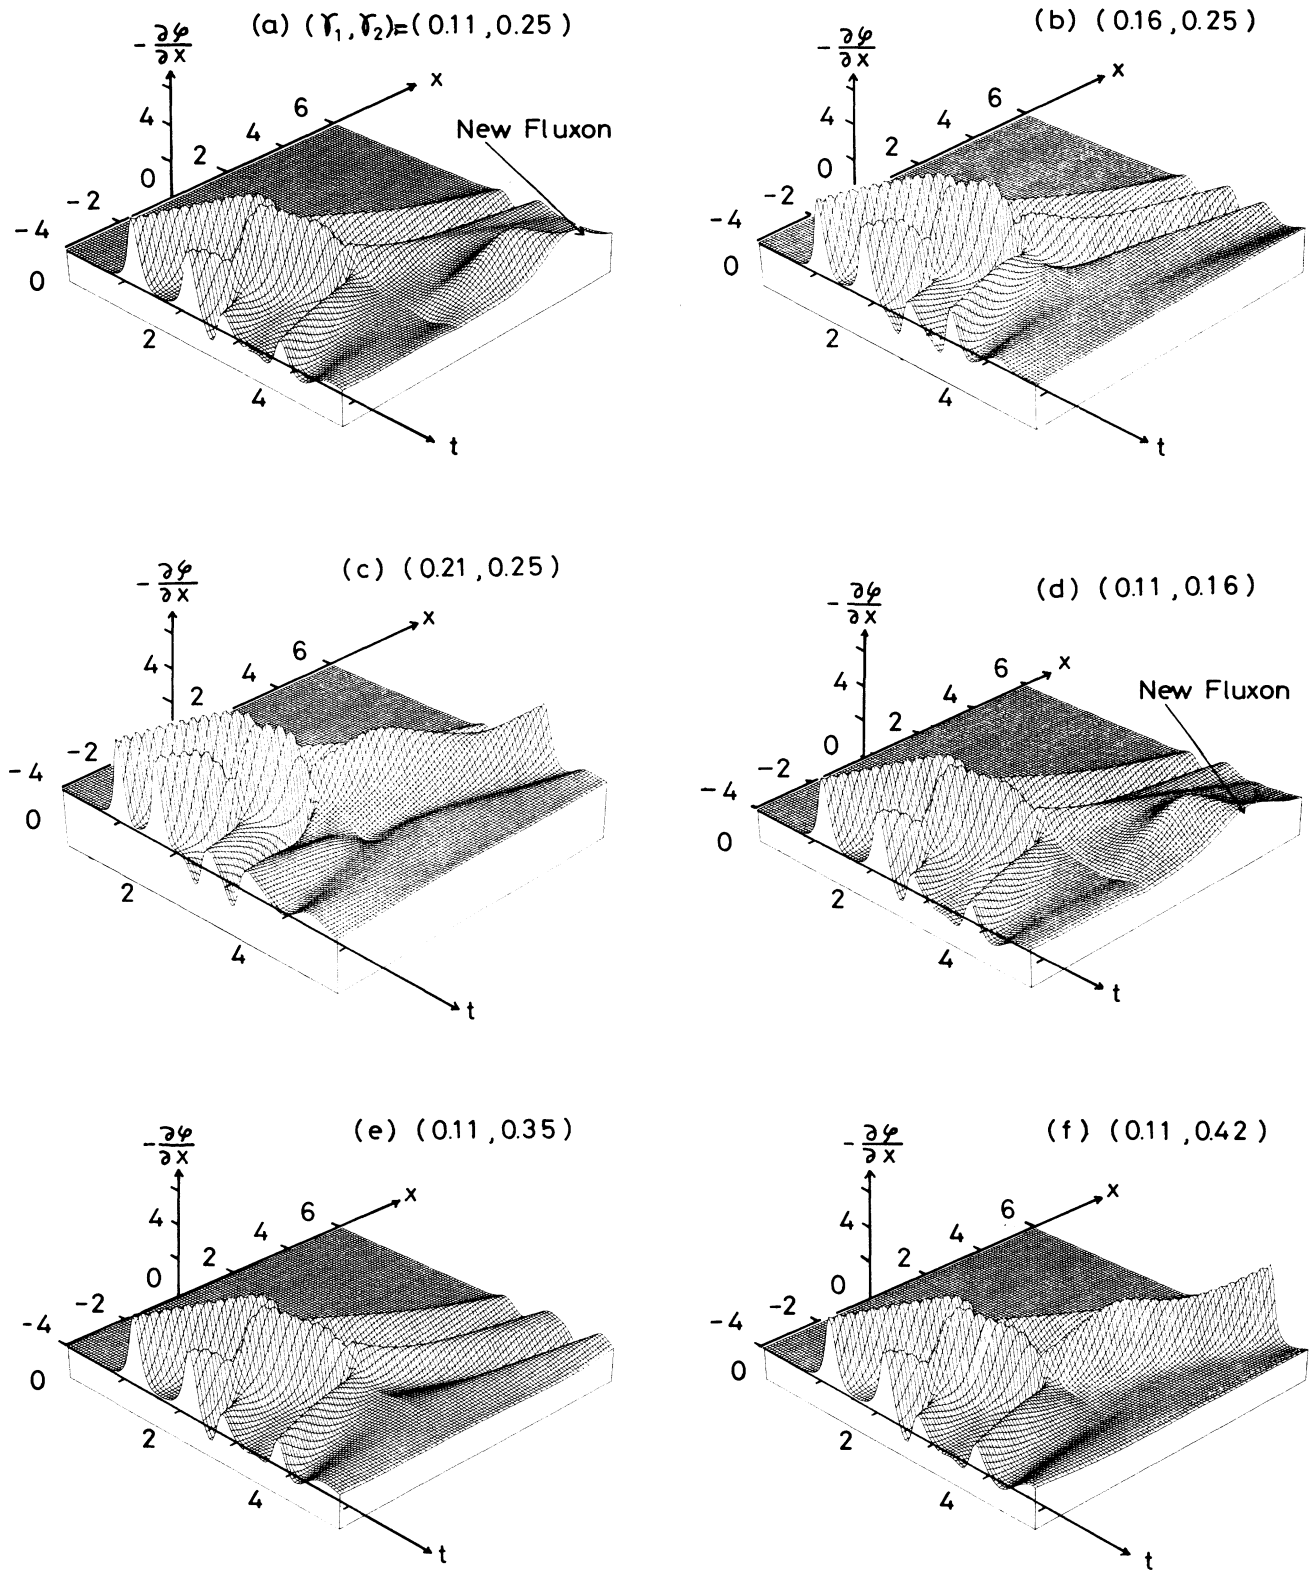 (a) (γ₁, γ₂)=(0.11, 0.25)
-∂φ/∂x
4
0
x
6
4
2
-2
-4
New Fluxon
0
2
4
t
(b) (0.16, 0.25)
-∂φ/∂x
4
0
x
6
4
2
-2
-4
0
2
4
t
(c) (0.21, 0.25)
-∂φ/∂x
4
x
6
4
2
-2
-4
0
2
4
t
(d) (0.11, 0.16)
-∂φ/∂x
4
0
x
6
4
2
-2
-4
New Fluxon
0
2
4
t
(e) (0.11, 0.35)
-∂φ/∂x
4
0
x
6
4
2
-2
-4
0
2
4
t
(f) (0.11, 0.42)
-∂φ/∂x
4
0
x
6
4
2
-2
-4
0
2
4
t